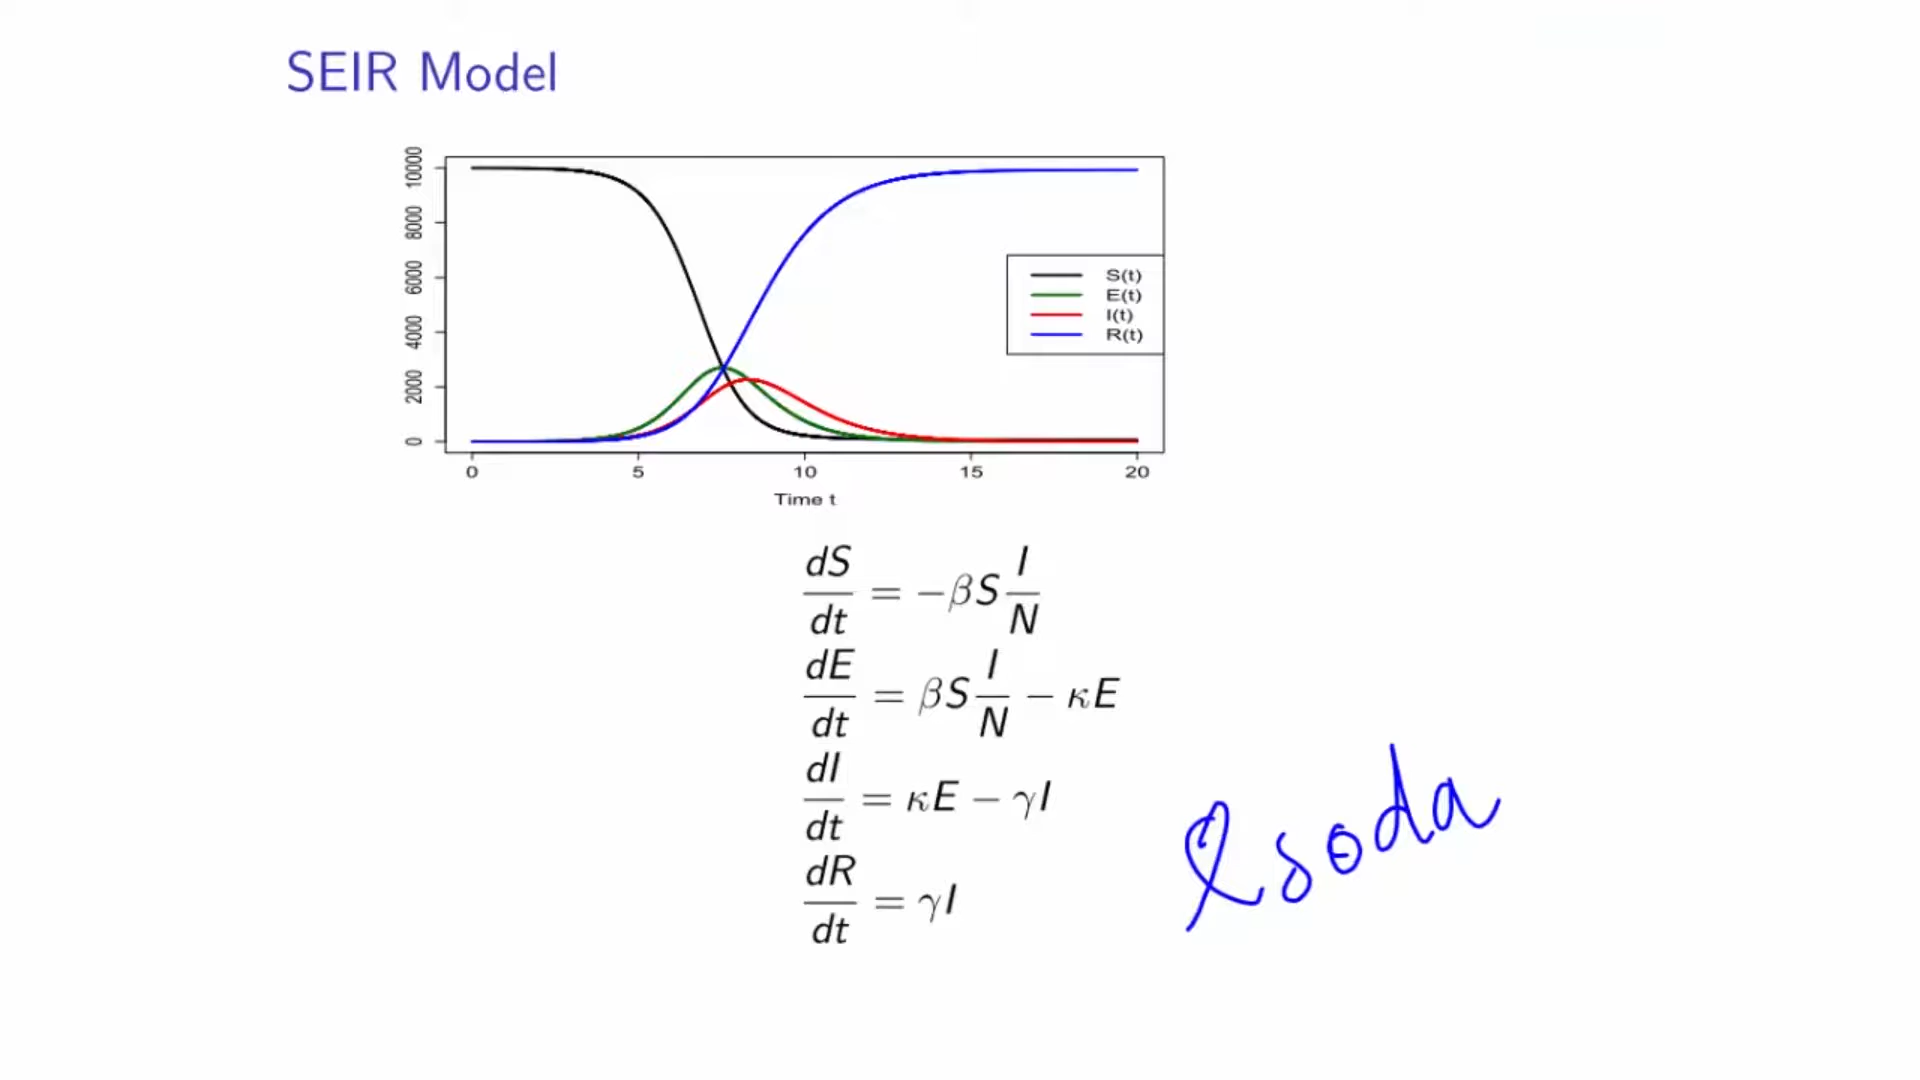 SEIR Model
10000
8000
6000
4000
2000
0
S(t)
E(t)
I(t)
R(t)
0 5 10 15 20
Time t
dS/dt = −βS I/N
dE/dt = βS I/N − κE
dI/dt = κE − γI
dR/dt = γI
lsoda